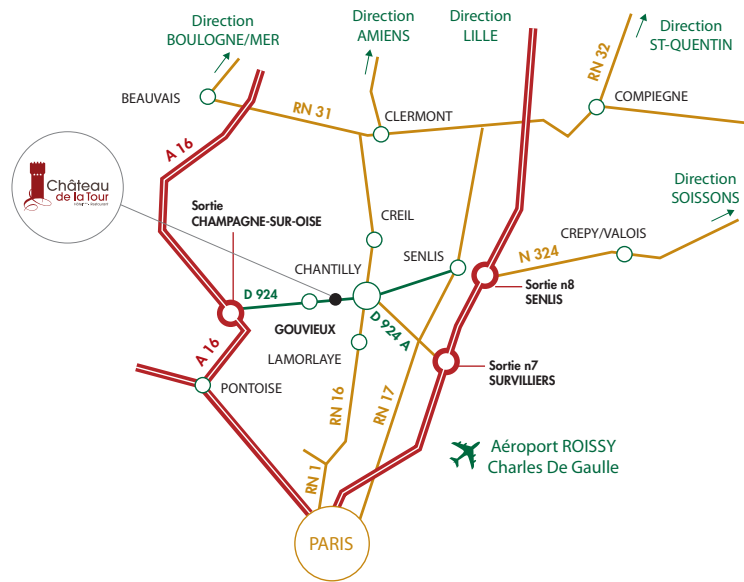 Direction
BOULOGNE/MER
Direction
AMIENS
Direction
LILLE
Direction
ST-QUENTIN
RN 32
BEAUVAIS
RN 31
CLERMONT
COMPIEGNE
A 16
Château
de la Tour
Sortie
CHAMPAGNE-SUR-OISE
Direction
SOISSONS
CREIL
CREPY/VALOIS
N 324
CHANTILLY
SENLIS
Sortie n8
SENLIS
D 924
GOUVIEUX
D 924 A
LAMORLAYE
A 16
Sortie n7
SURVILLIERS
PONTOISE
RN 16
RN 17
Aéroport ROISSY
Charles De Gaulle
RN 1
PARIS